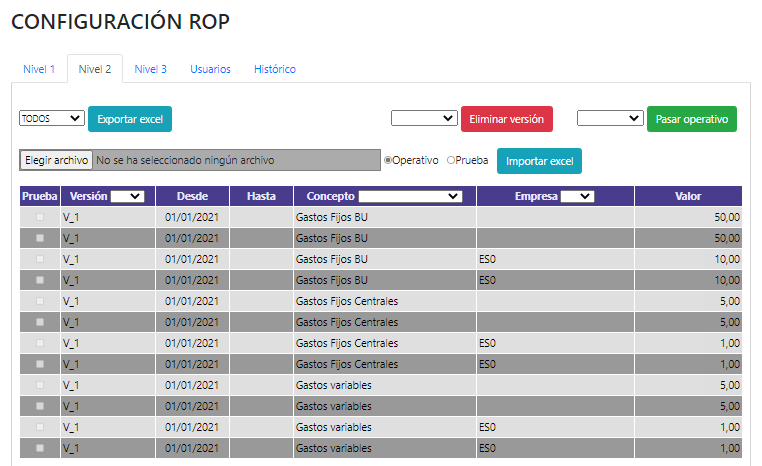 CONFIGURACIÓN ROP
Nivel 1 Nivel 2 Nivel 3 Usuarios Histórico
TODOS Exportar excel Eliminar versión Pasar operativo
Elegir archivo No se ha seleccionado ningún archivo Operativo Prueba Importar excel
Prueba Versión Desde Hasta Concepto Empresa Valor
V_1 01/01/2021 Gastos Fijos BU 50,00
V_1 01/01/2021 Gastos Fijos BU 50,00
V_1 01/01/2021 Gastos Fijos BU ES0 10,00
V_1 01/01/2021 Gastos Fijos BU ES0 10,00
V_1 01/01/2021 Gastos Fijos Centrales 5,00
V_1 01/01/2021 Gastos Fijos Centrales 5,00
V_1 01/01/2021 Gastos Fijos Centrales ES0 1,00
V_1 01/01/2021 Gastos Fijos Centrales ES0 1,00
V_1 01/01/2021 Gastos variables 5,00
V_1 01/01/2021 Gastos variables 5,00
V_1 01/01/2021 Gastos variables ES0 1,00
V_1 01/01/2021 Gastos variables ES0 1,00